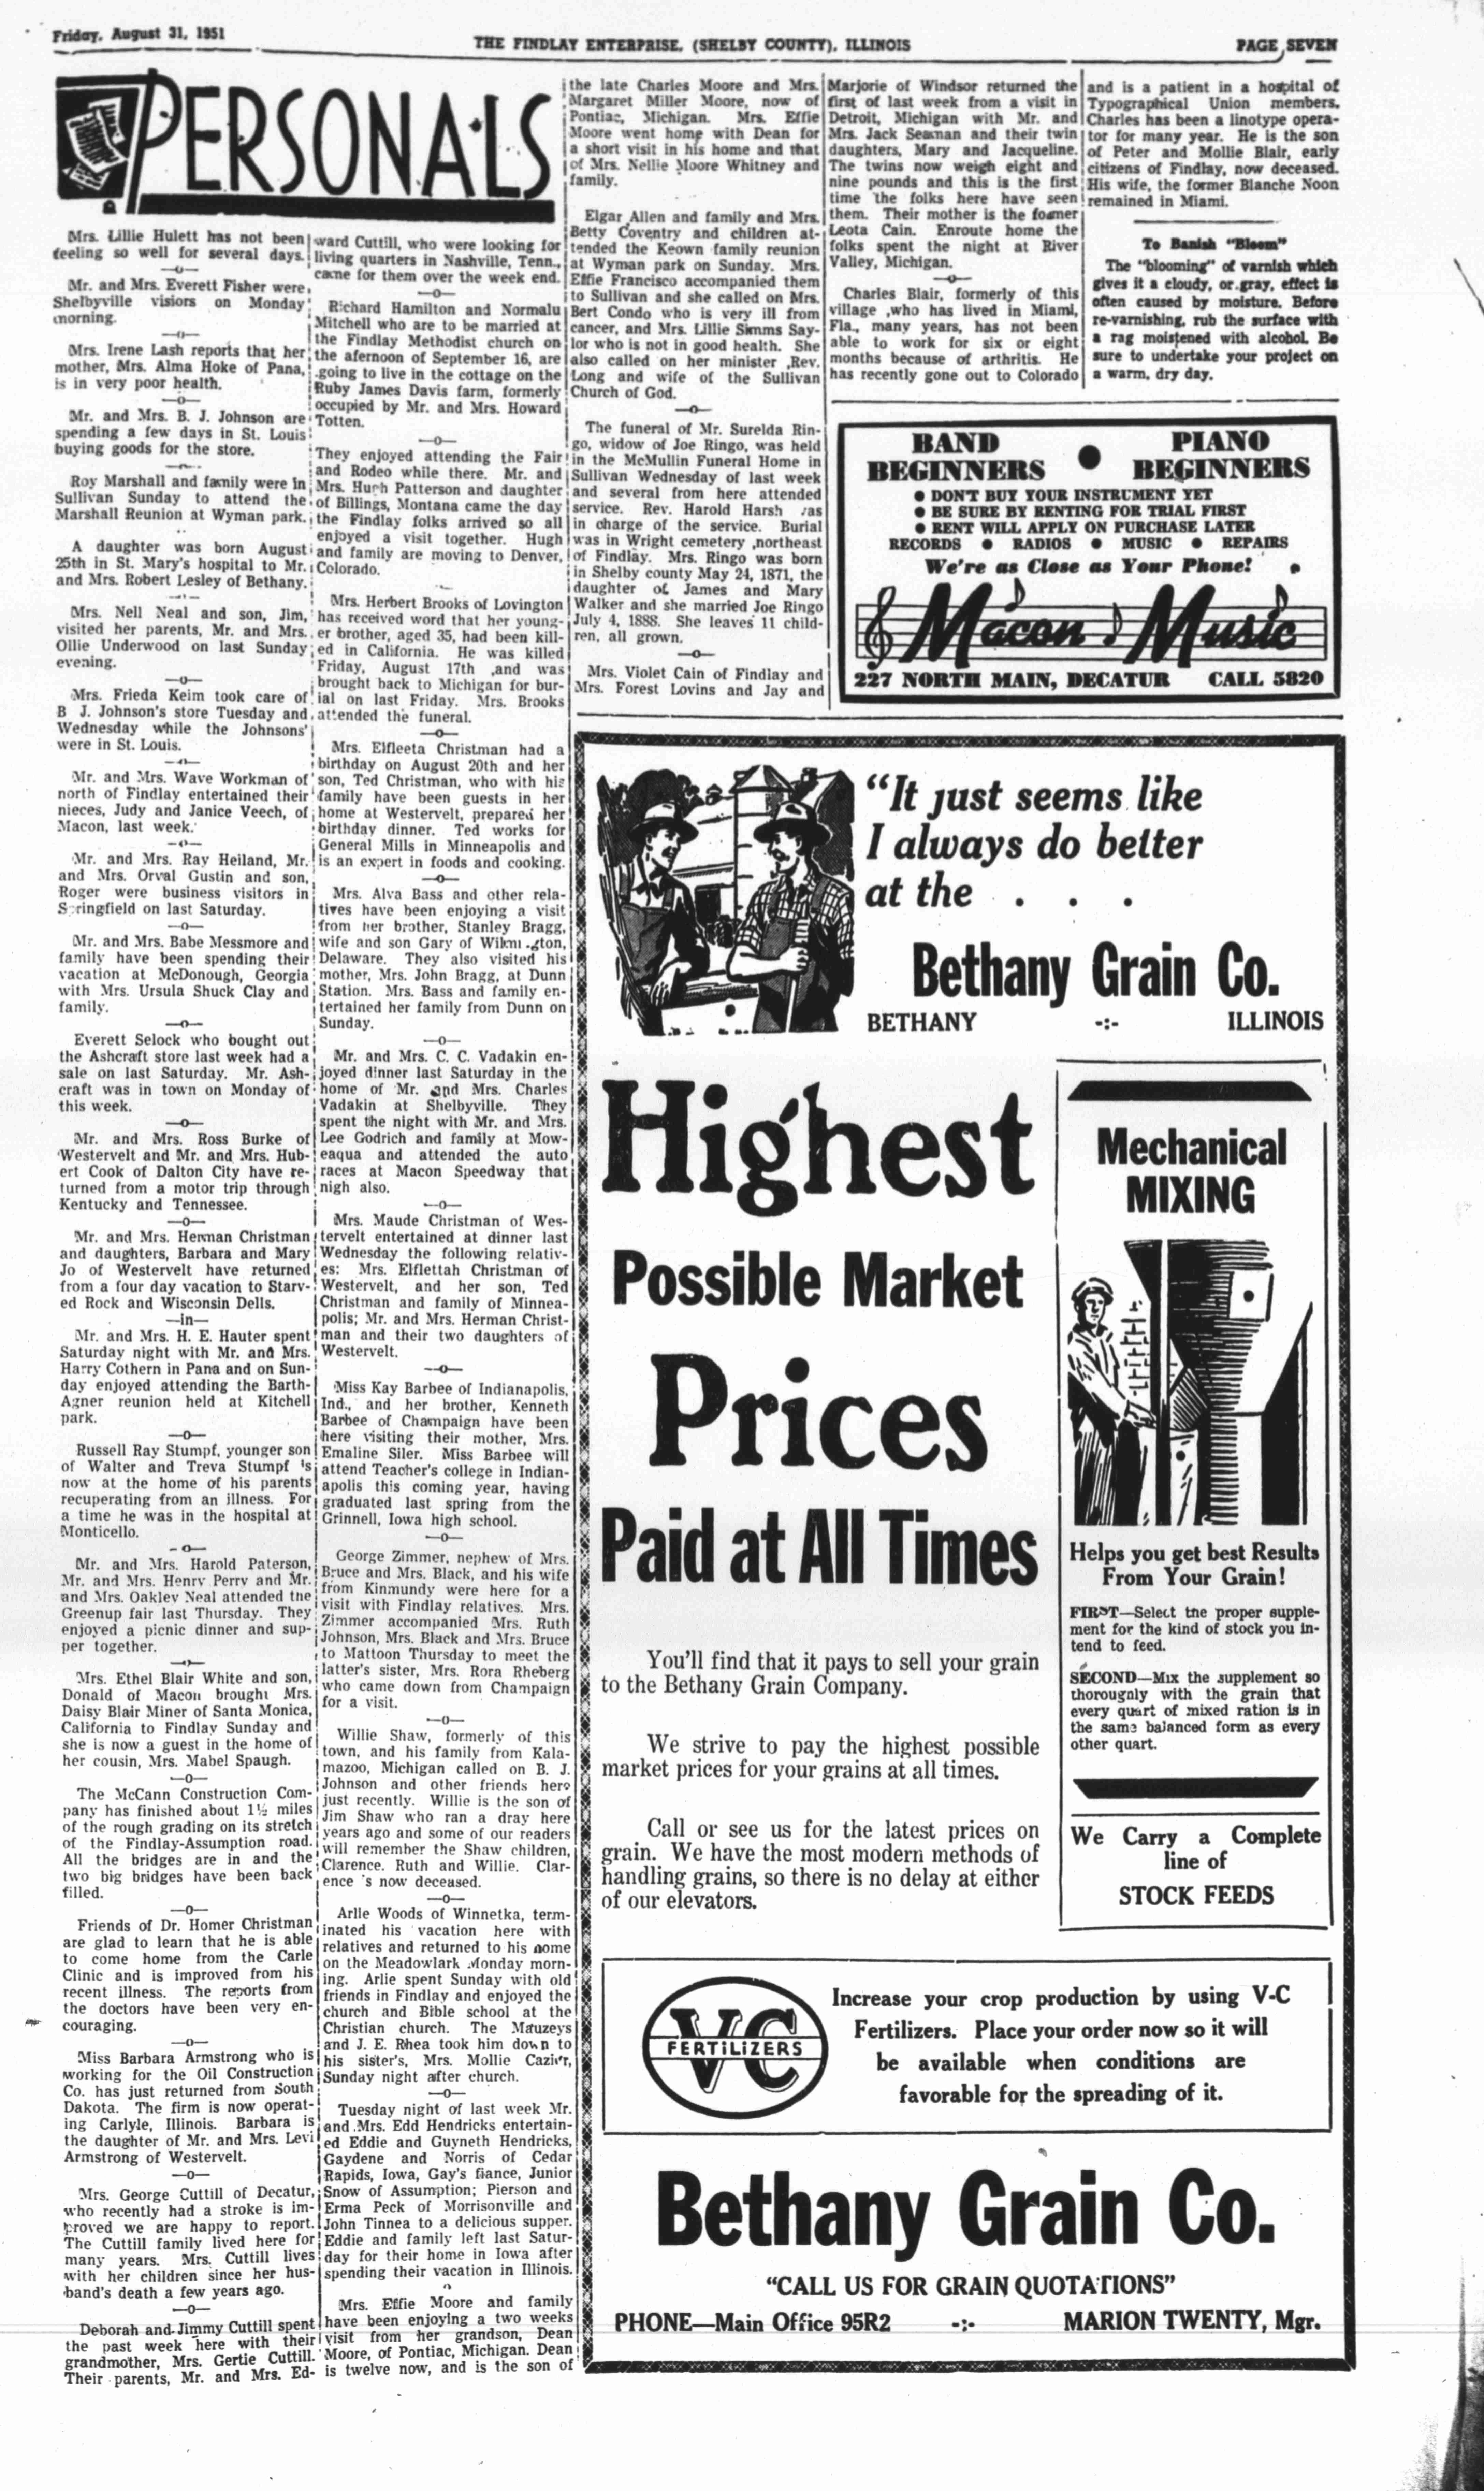 Friday, August 31, 1951
THE FINDLAY ENTERPRISE, (SHELBY COUNTY), ILLINOIS
PAGE SEVEN
PERSONALS
Mrs. Lillie Hulett has not been
feeling so well for several days.
—o—
Mr. and Mrs. Everett Fisher were
Shelbyville visiors on Monday
morning.
—o—
Mrs. Irene Lash reports that her
mother, Mrs. Alma Hoke of Pana,
is in very poor health.
—o—
Mr. and Mrs. B. J. Johnson are
spending a few days in St. Louis
buying goods for the store.
Roy Marshall and family were in
Sullivan Sunday to attend the
Marshall Reunion at Wyman park.
A daughter was born August
25th in St. Mary's hospital to Mr.
and Mrs. Robert Lesley of Bethany.
Mrs. Nell Neal and son, Jim,
visited her parents, Mr. and Mrs.
Ollie Underwood on last Sunday
evening.
—o—
Mrs. Frieda Keim took care of
B J. Johnson's store Tuesday and
Wednesday while the Johnsons'
were in St. Louis.
—o—
Mr. and Mrs. Wave Workman of
north of Findlay entertained their
nieces, Judy and Janice Veech, of
Macon, last week.
—o—
Mr. and Mrs. Ray Heiland, Mr.
and Mrs. Orval Gustin and son,
Roger were business visitors in
Springfield on last Saturday.
—o—
Mr. and Mrs. Babe Messmore and
family have been spending their
vacation at McDonough, Georgia
with Mrs. Ursula Shuck Clay and
family.
—o—
Everett Selock who bought out
the Ashcraft store last week had a
sale on last Saturday. Mr. Ash-
craft was in town on Monday of
this week.
—o—
Mr. and Mrs. Ross Burke of
Westervelt and Mr. and Mrs. Hub-
ert Cook of Dalton City have re-
turned from a motor trip through
Kentucky and Tennessee.
—o—
Mr. and Mrs. Herman Christman
and daughters, Barbara and Mary
Jo of Westervelt have returned
from a four day vacation to Starv-
ed Rock and Wisconsin Dells.
—in—
Mr. and Mrs. H. E. Hauter spent
Saturday night with Mr. and Mrs.
Harry Cothern in Pana and on Sun-
day enjoyed attending the Barth-
Agner reunion held at Kitchell
park.
—o—
Russell Ray Stumpf, younger son
of Walter and Treva Stumpf 's
now at the home of his parents
recuperating from an illness. For
a time he was in the hospital at
Monticello.
—o—
Mr. and Mrs. Harold Paterson,
Mr. and Mrs. Henry Perry and Mr.
and Mrs. Oakley Neal attended the
Greenup fair last Thursday. They
enjoyed a picnic dinner and sup-
per together.
—o—
Mrs. Ethel Blair White and son,
Donald of Macon brought Mrs.
Daisy Blair Miner of Santa Monica,
California to Findlay Sunday and
she is now a guest in the home of
her cousin, Mrs. Mabel Spaugh.
—o—
The McCann Construction Com-
pany has finished about 1½ miles
of the rough grading on its stretch
of the Findlay-Assumption road.
All the bridges are in and the
two big bridges have been back
filled.
—o—
Friends of Dr. Homer Christman
are glad to learn that he is able
to come home from the Carle
Clinic and is improved from his
recent illness. The reports from
the doctors have been very en-
couraging.
—o—
Miss Barbara Armstrong who is
working for the Oil Construction
Co. has just returned from South
Dakota. The firm is now operat-
ing Carlyle, Illinois. Barbara is
the daughter of Mr. and Mrs. Levi
Armstrong of Westervelt.
—o—
Mrs. George Cuttill of Decatur,
who recently had a stroke is im-
proved we are happy to report.
The Cuttill family lived here for
many years. Mrs. Cuttill lives
with her children since her hus-
band's death a few years ago.
—o—
Deborah and Jimmy Cuttill spent
the past week here with their
grandmother, Mrs. Gertie Cuttill.
Their parents, Mr. and Mrs. Ed-
ward Cuttill, who were looking for
living quarters in Nashville, Tenn.,
came for them over the week end.
—o—
Richard Hamilton and Normalu
Mitchell who are to be married at
the Findlay Methodist church on
the afernoon of September 16, are
going to live in the cottage on the
Ruby James Davis farm, formerly
occupied by Mr. and Mrs. Howard
Totten.
—o—
They enjoyed attending the Fair
and Rodeo while there. Mr. and
Mrs. Hugh Patterson and daughter
of Billings, Montana came the day
the Findlay folks arrived so all
enjoyed a visit together. Hugh
and family are moving to Denver,
Colorado.
Mrs. Herbert Brooks of Lovington
has received word that her young-
er brother, aged 35, had been kill-
ed in California. He was killed
Friday, August 17th ,and was
brought back to Michigan for bur-
ial on last Friday. Mrs. Brooks
attended the funeral.
—o—
Mrs. Elfleeta Christman had a
birthday on August 20th and her
son, Ted Christman, who with his
family have been guests in her
home at Westervelt, prepared her
birthday dinner. Ted works for
General Mills in Minneapolis and
is an expert in foods and cooking.
—o—
Mrs. Alva Bass and other rela-
tives have been enjoying a visit
from her brother, Stanley Bragg,
wife and son Gary of Wilmington,
Delaware. They also visited his
mother, Mrs. John Bragg, at Dunn
Station. Mrs. Bass and family en-
tertained her family from Dunn on
Sunday.
—o—
Mr. and Mrs. C. C. Vadakin en-
joyed dinner last Saturday in the
home of Mr. and Mrs. Charles
Vadakin at Shelbyville. They
spent the night with Mr. and Mrs.
Lee Godrich and family at Mow-
eaqua and attended the auto
races at Macon Speedway that
nigh also.
—o—
Mrs. Maude Christman of Wes-
tervelt entertained at dinner last
Wednesday the following relativ-
es: Mrs. Elflettah Christman of
Westervelt, and her son, Ted
Christman and family of Minnea-
polis; Mr. and Mrs. Herman Christ-
man and their two daughters of
Westervelt.
—o—
Miss Kay Barbee of Indianapolis,
Ind., and her brother, Kenneth
Barbee of Champaign have been
here visiting their mother, Mrs.
Emaline Siler. Miss Barbee will
attend Teacher's college in Indian-
apolis this coming year, having
graduated last spring from the
Grinnell, Iowa high school.
—o—
George Zimmer, nephew of Mrs.
Bruce and Mrs. Black, and his wife
from Kinmundy were here for a
visit with Findlay relatives. Mrs.
Zimmer accompanied Mrs. Ruth
Johnson, Mrs. Black and Mrs. Bruce
to Mattoon Thursday to meet the
latter's sister, Mrs. Rora Rheberg
who came down from Champaign
for a visit.
—o—
Willie Shaw, formerly of this
town, and his family from Kala-
mazoo, Michigan called on B. J.
Johnson and other friends here
just recently. Willie is the son of
Jim Shaw who ran a dray here
years ago and some of our readers
will remember the Shaw children,
Clarence. Ruth and Willie. Clar-
ence 's now deceased.
—o—
Arlie Woods of Winnetka, term-
inated his vacation here with
relatives and returned to his home
on the Meadowlark Monday morn-
ing. Arlie spent Sunday with old
friends in Findlay and enjoyed the
church and Bible school at the
Christian church. The Mauzeys
and J. E. Rhea took him down to
his sister's, Mrs. Mollie Cazier,
Sunday night after church.
—o—
Tuesday night of last week Mr.
and Mrs. Edd Hendricks entertain-
ed Eddie and Guyneth Hendricks,
Gaydene and Norris of Cedar
Rapids, Iowa, Gay's fiance, Junior
Snow of Assumption; Pierson and
Erma Peck of Morrisonville and
John Tinnea to a delicious supper.
Eddie and family left last Satur-
day for their home in Iowa after
spending their vacation in Illinois.
Mrs. Effie Moore and family
have been enjoying a two weeks
visit from her grandson, Dean
Moore, of Pontiac, Michigan. Dean
is twelve now, and is the son of
the late Charles Moore and Mrs.
Margaret Miller Moore, now of
Pontiac, Michigan. Mrs. Effie
Moore went home with Dean for
a short visit in his home and that
of Mrs. Nellie Moore Whitney and
family.
Elgar Allen and family and Mrs.
Betty Coventry and children at-
tended the Keown family reunion
at Wyman park on Sunday. Mrs.
Effie Francisco accompanied them
to Sullivan and she called on Mrs.
Bert Condo who is very ill from
cancer, and Mrs. Lillie Simms Say-
lor who is not in good health. She
also called on her minister ,Rev.
Long and wife of the Sullivan
Church of God.
—o—
The funeral of Mr. Surelda Rin-
go, widow of Joe Ringo, was held
in the McMullin Funeral Home in
Sullivan Wednesday of last week
and several from here attended
service. Rev. Harold Harsh was
in charge of the service. Burial
was in Wright cemetery ,northeast
of Findlay. Mrs. Ringo was born
in Shelby county May 24, 1871, the
daughter of James and Mary
Walker and she married Joe Ringo
July 4, 1888. She leaves 11 child-
ren, all grown.
—o—
Mrs. Violet Cain of Findlay and
Mrs. Forest Lovins and Jay and
Marjorie of Windsor returned the
first of last week from a visit in
Detroit, Michigan with Mr. and
Mrs. Jack Seaman and their twin
daughters, Mary and Jacqueline.
The twins now weigh eight and
nine pounds and this is the first
time the folks here have seen
them. Their mother is the former
Leota Cain. Enroute home the
folks spent the night at River
Valley, Michigan.
—o—
Charles Blair, formerly of this
village ,who has lived in Miami,
Fla., many years, has not been
able to work for six or eight
months because of arthritis. He
has recently gone out to Colorado
and is a patient in a hospital of
Typographical Union members.
Charles has been a linotype opera-
tor for many year. He is the son
of Peter and Mollie Blair, early
citizens of Findlay, now deceased.
His wife, the former Blanche Noon
remained in Miami.
To Banish "Bloom"
The "blooming" of varnish which
gives it a cloudy, or gray, effect is
often caused by moisture. Before
re-varnishing, rub the surface with
a rag moistened with alcohol. Be
sure to undertake your project on
a warm, dry day.
BAND BEGINNERS ● PIANO BEGINNERS
● DON'T BUY YOUR INSTRUMENT YET
● BE SURE BY RENTING FOR TRIAL FIRST
● RENT WILL APPLY ON PURCHASE LATER
RECORDS ● RADIOS ● MUSIC ● REPAIRS
We're as Close as Your Phone!
Macon Music
227 NORTH MAIN, DECATUR CALL 5820
"It just seems like
I always do better
at the . . .
Bethany Grain Co.
BETHANY -:- ILLINOIS
Highest
Possible Market
Prices
Paid at All Times
You'll find that it pays to sell your grain
to the Bethany Grain Company.
We strive to pay the highest possible
market prices for your grains at all times.
Call or see us for the latest prices on
grain. We have the most modern methods of
handling grains, so there is no delay at either
of our elevators.
Mechanical
MIXING
Helps you get best Results
From Your Grain!
FIRST—Select the proper supple-
ment for the kind of stock you in-
tend to feed.
SECOND—Mix the supplement so
thoroughly with the grain that
every quart of mixed ration is in
the same balanced form as every
other quart.
We Carry a Complete
line of
STOCK FEEDS
VC
FERTILIZERS
Increase your crop production by using V-C
Fertilizers. Place your order now so it will
be available when conditions are
favorable for the spreading of it.
Bethany Grain Co.
"CALL US FOR GRAIN QUOTATIONS"
PHONE—Main Office 95R2 -:- MARION TWENTY, Mgr.